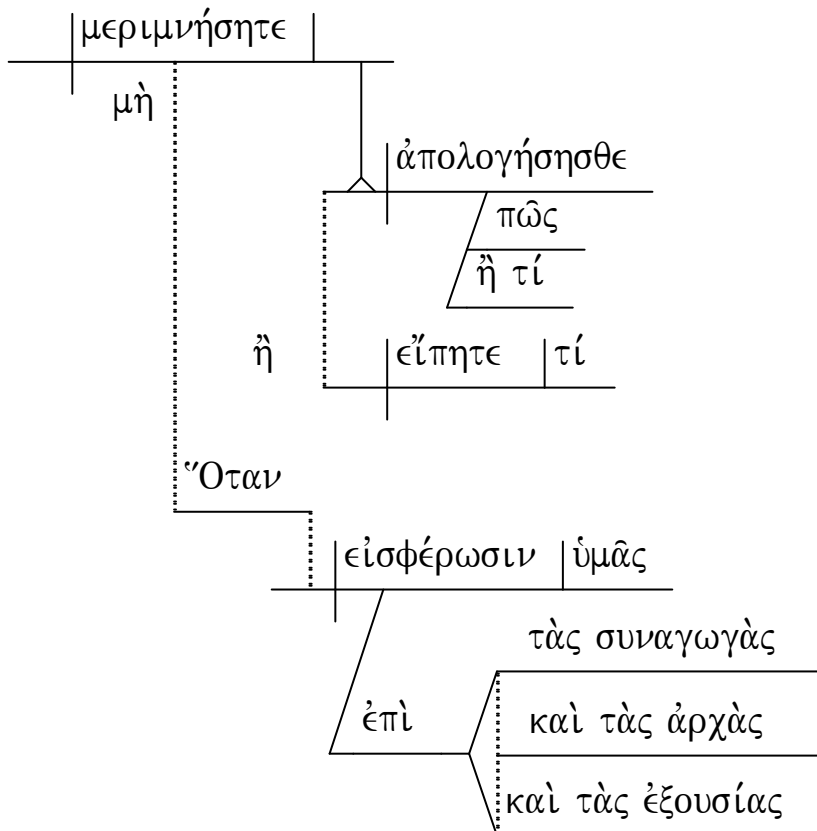 μεριμνήσητε
μὴ
ἀπολογήσησθε
πῶς
ἢ τί
ἢ
εἴπητε τί
Ὅταν
εἰσφέρωσιν ὑμᾶς
τὰς συναγωγὰς
ἐπὶ
καὶ τὰς ἀρχὰς
καὶ τὰς ἐξουσίας